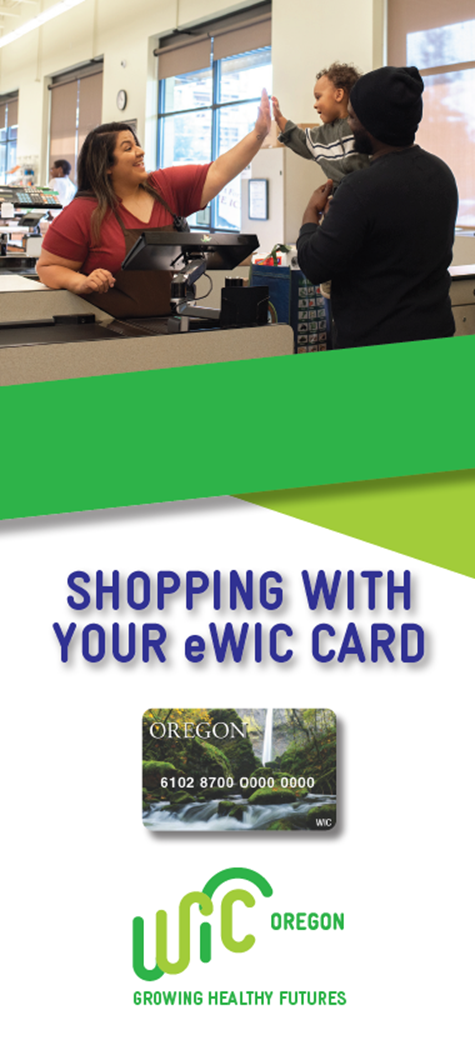 SHOPPING WITH
YOUR eWIC CARD
OREGON
6102 8700 0000 0000
WIC
WiC OREGON
GROWING HEALTHY FUTURES